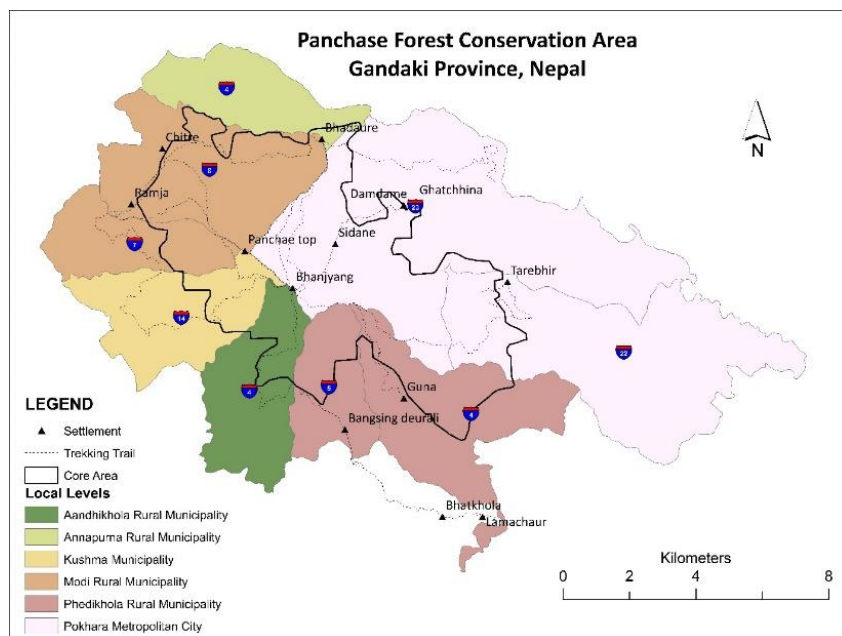 Panchase Forest Conservation Area
Gandaki Province, Nepal
N
4
Bhadaure
Chitre
8
Ramja
Damdame
Ghatchhina
23
Sidane
7
Panchae top
Tarebhir
Bhanjyang
14
22
4
5
Guna
4
Bangsing deurali
Bhatkhola
Lamachaur
LEGEND
Settlement
Trekking Trail
Core Area
Local Levels
Aandhikhola Rural Municipality
Annapurna Rural Municipality
Kushma Municipality
Modi Rural Municipality
Phedikhola Rural Municipality
Pokhara Metropolitan City
Kilometers
0 2 4 6 8